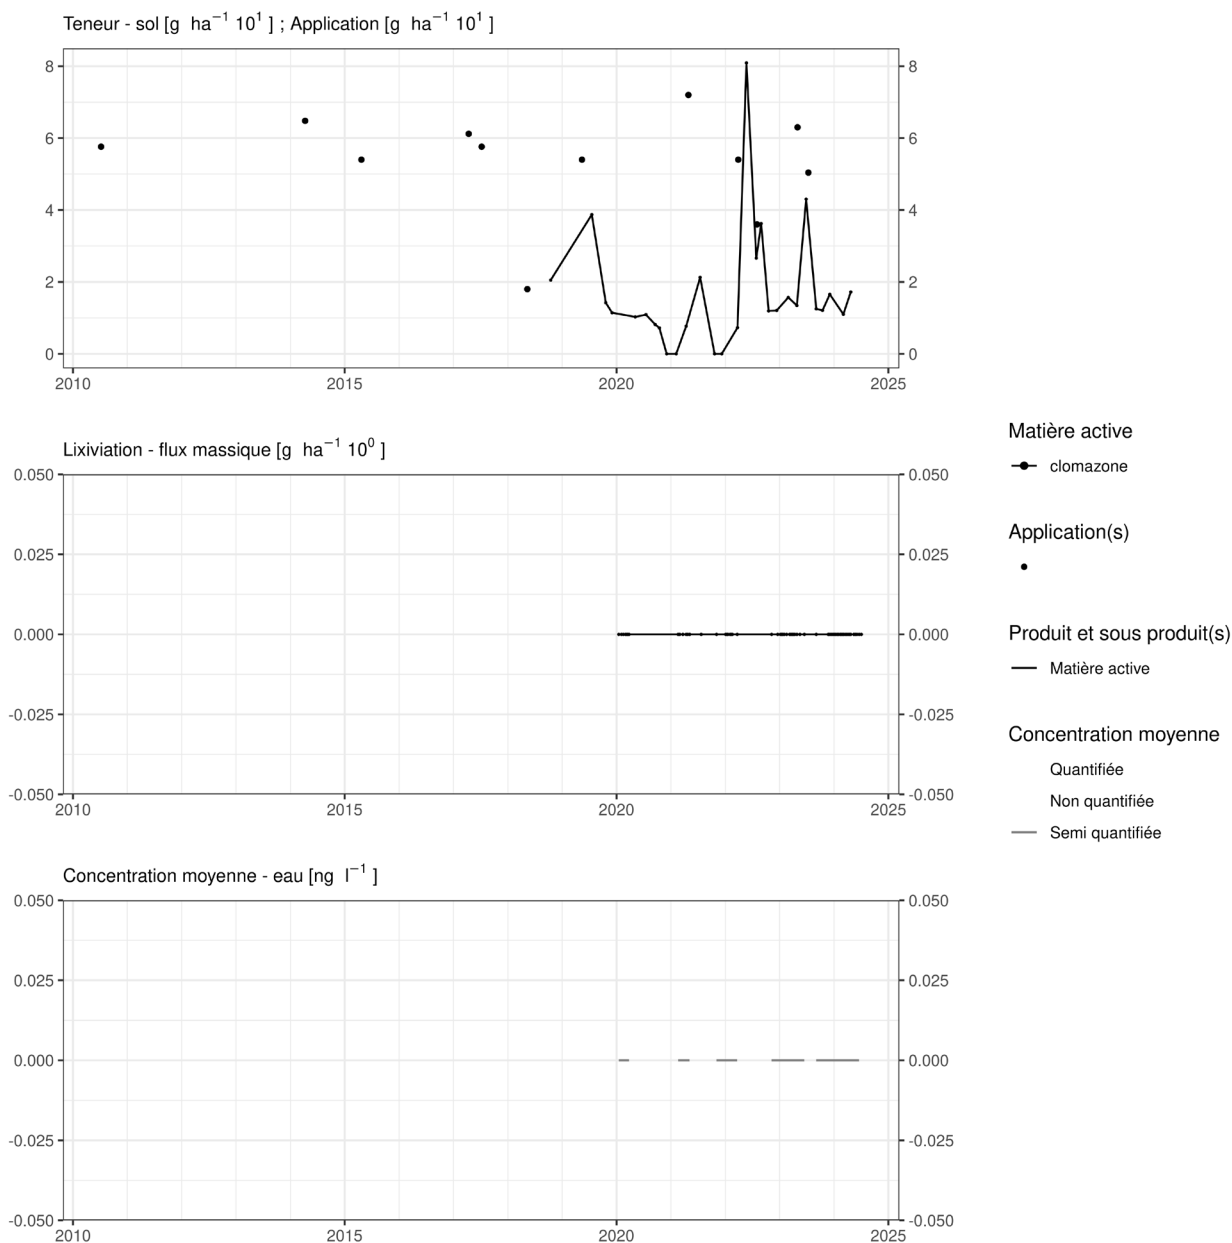 Teneur - sol [g ha⁻¹ 10¹ ] ; Application [g ha⁻¹ 10¹ ]
8 8
6 6
4 4
2 2
0 0
2010 2015 2020 2025
Lixiviation - flux massique [g ha⁻¹ 10⁰ ]
0.050 0.050
0.025 0.025
0.000 0.000
-0.025 -0.025
-0.050 -0.050
2010 2015 2020 2025
Concentration moyenne - eau [ng l⁻¹ ]
0.050 0.050
0.025 0.025
0.000 0.000
-0.025 -0.025
-0.050 -0.050
2010 2015 2020 2025
Matière active
clomazone
Application(s)
Produit et sous produit(s)
Matière active
Concentration moyenne
Quantifiée
Non quantifiée
Semi quantifiée